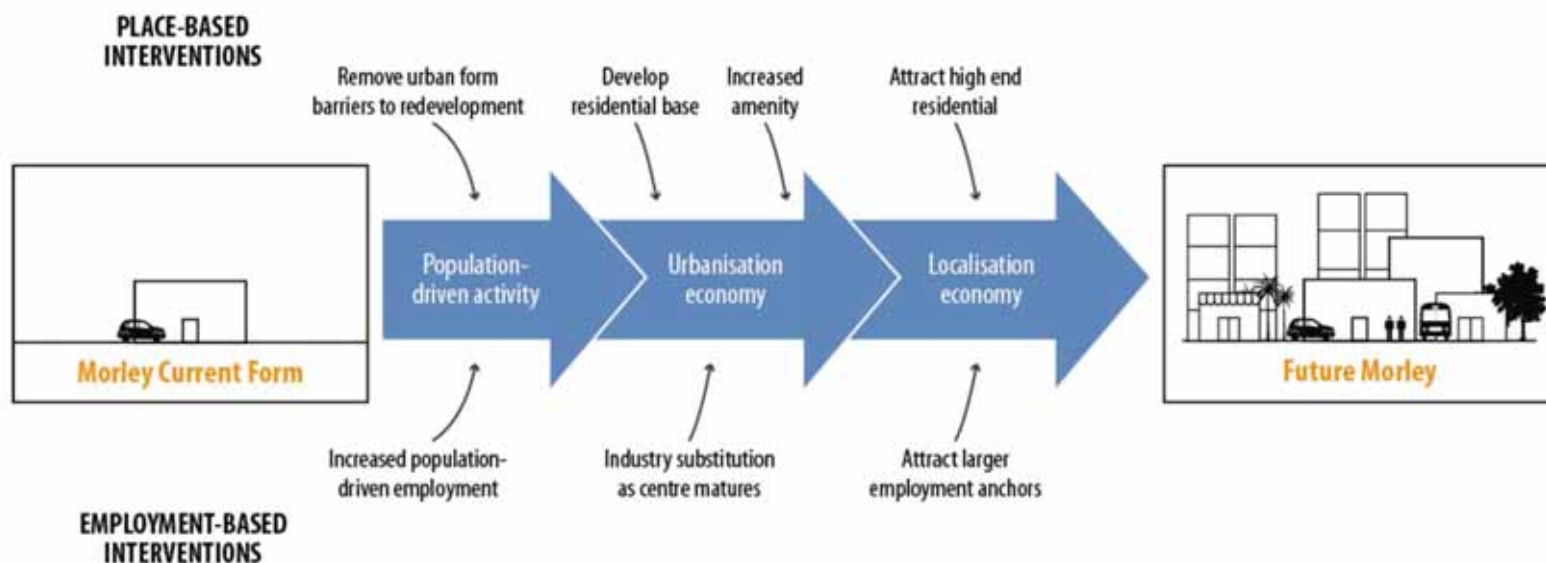 PLACE-BASED
INTERVENTIONS
Remove urban form
barriers to redevelopment
Develop
residential base
Increased
amenity
Attract high end
residential
Morley Current Form
Population-
driven activity
Urbanisation
economy
Localisation
economy
Future Morley
Increased population-
driven employment
Industry substitution
as centre matures
Attract larger
employment anchors
EMPLOYMENT-BASED
INTERVENTIONS